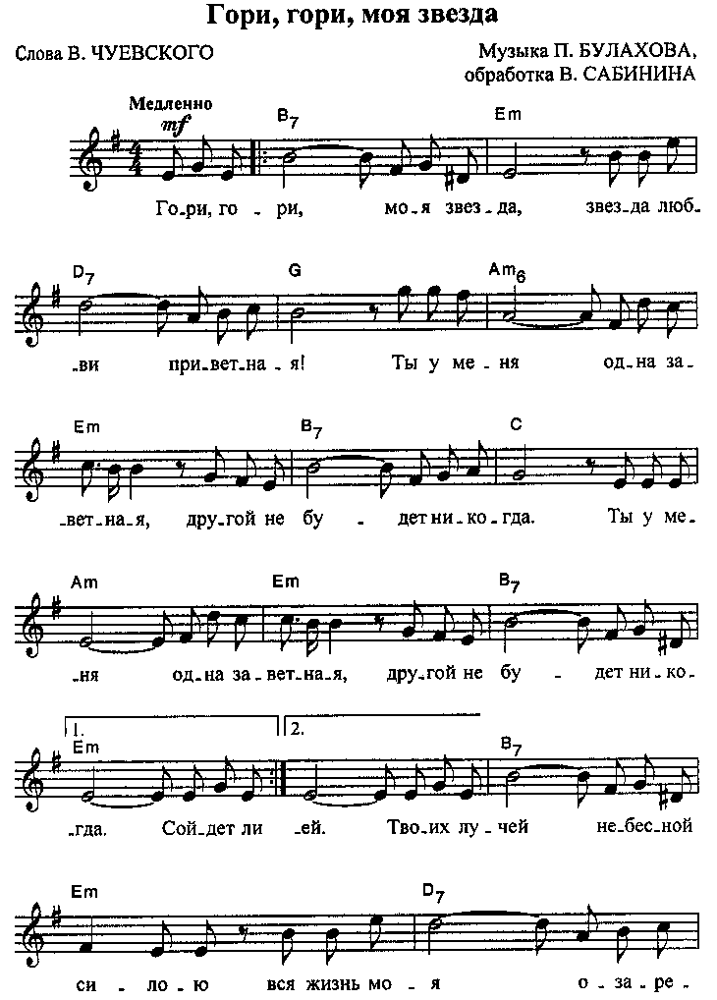 Гори, гори, моя звезда
Слова В. ЧУЕВСКОГО
Музыка П. БУЛАХОВА,
обработка В. САБИНИНА
Медленно
mf
B7 Em
Го-ри, го - ри, мо-я звез-да, звез-да люб-
D7 G Am6
-ви при-вет-на-я! Ты у ме-ня од-на за-
Em B7 C
-вет-на-я, дру-гой не бу - дет ни-ко-гда. Ты у ме-
Am Em B7
-ня од-на за-вет-на-я, дру-гой не бу - дет ни-ко-
1. 2.
Em B7
-гда. Сой-дет ли -ей. Тво-их лу-чей не-бес-ной
Em D7
си - ло-ю вся жизнь мо-я о-за-ре-